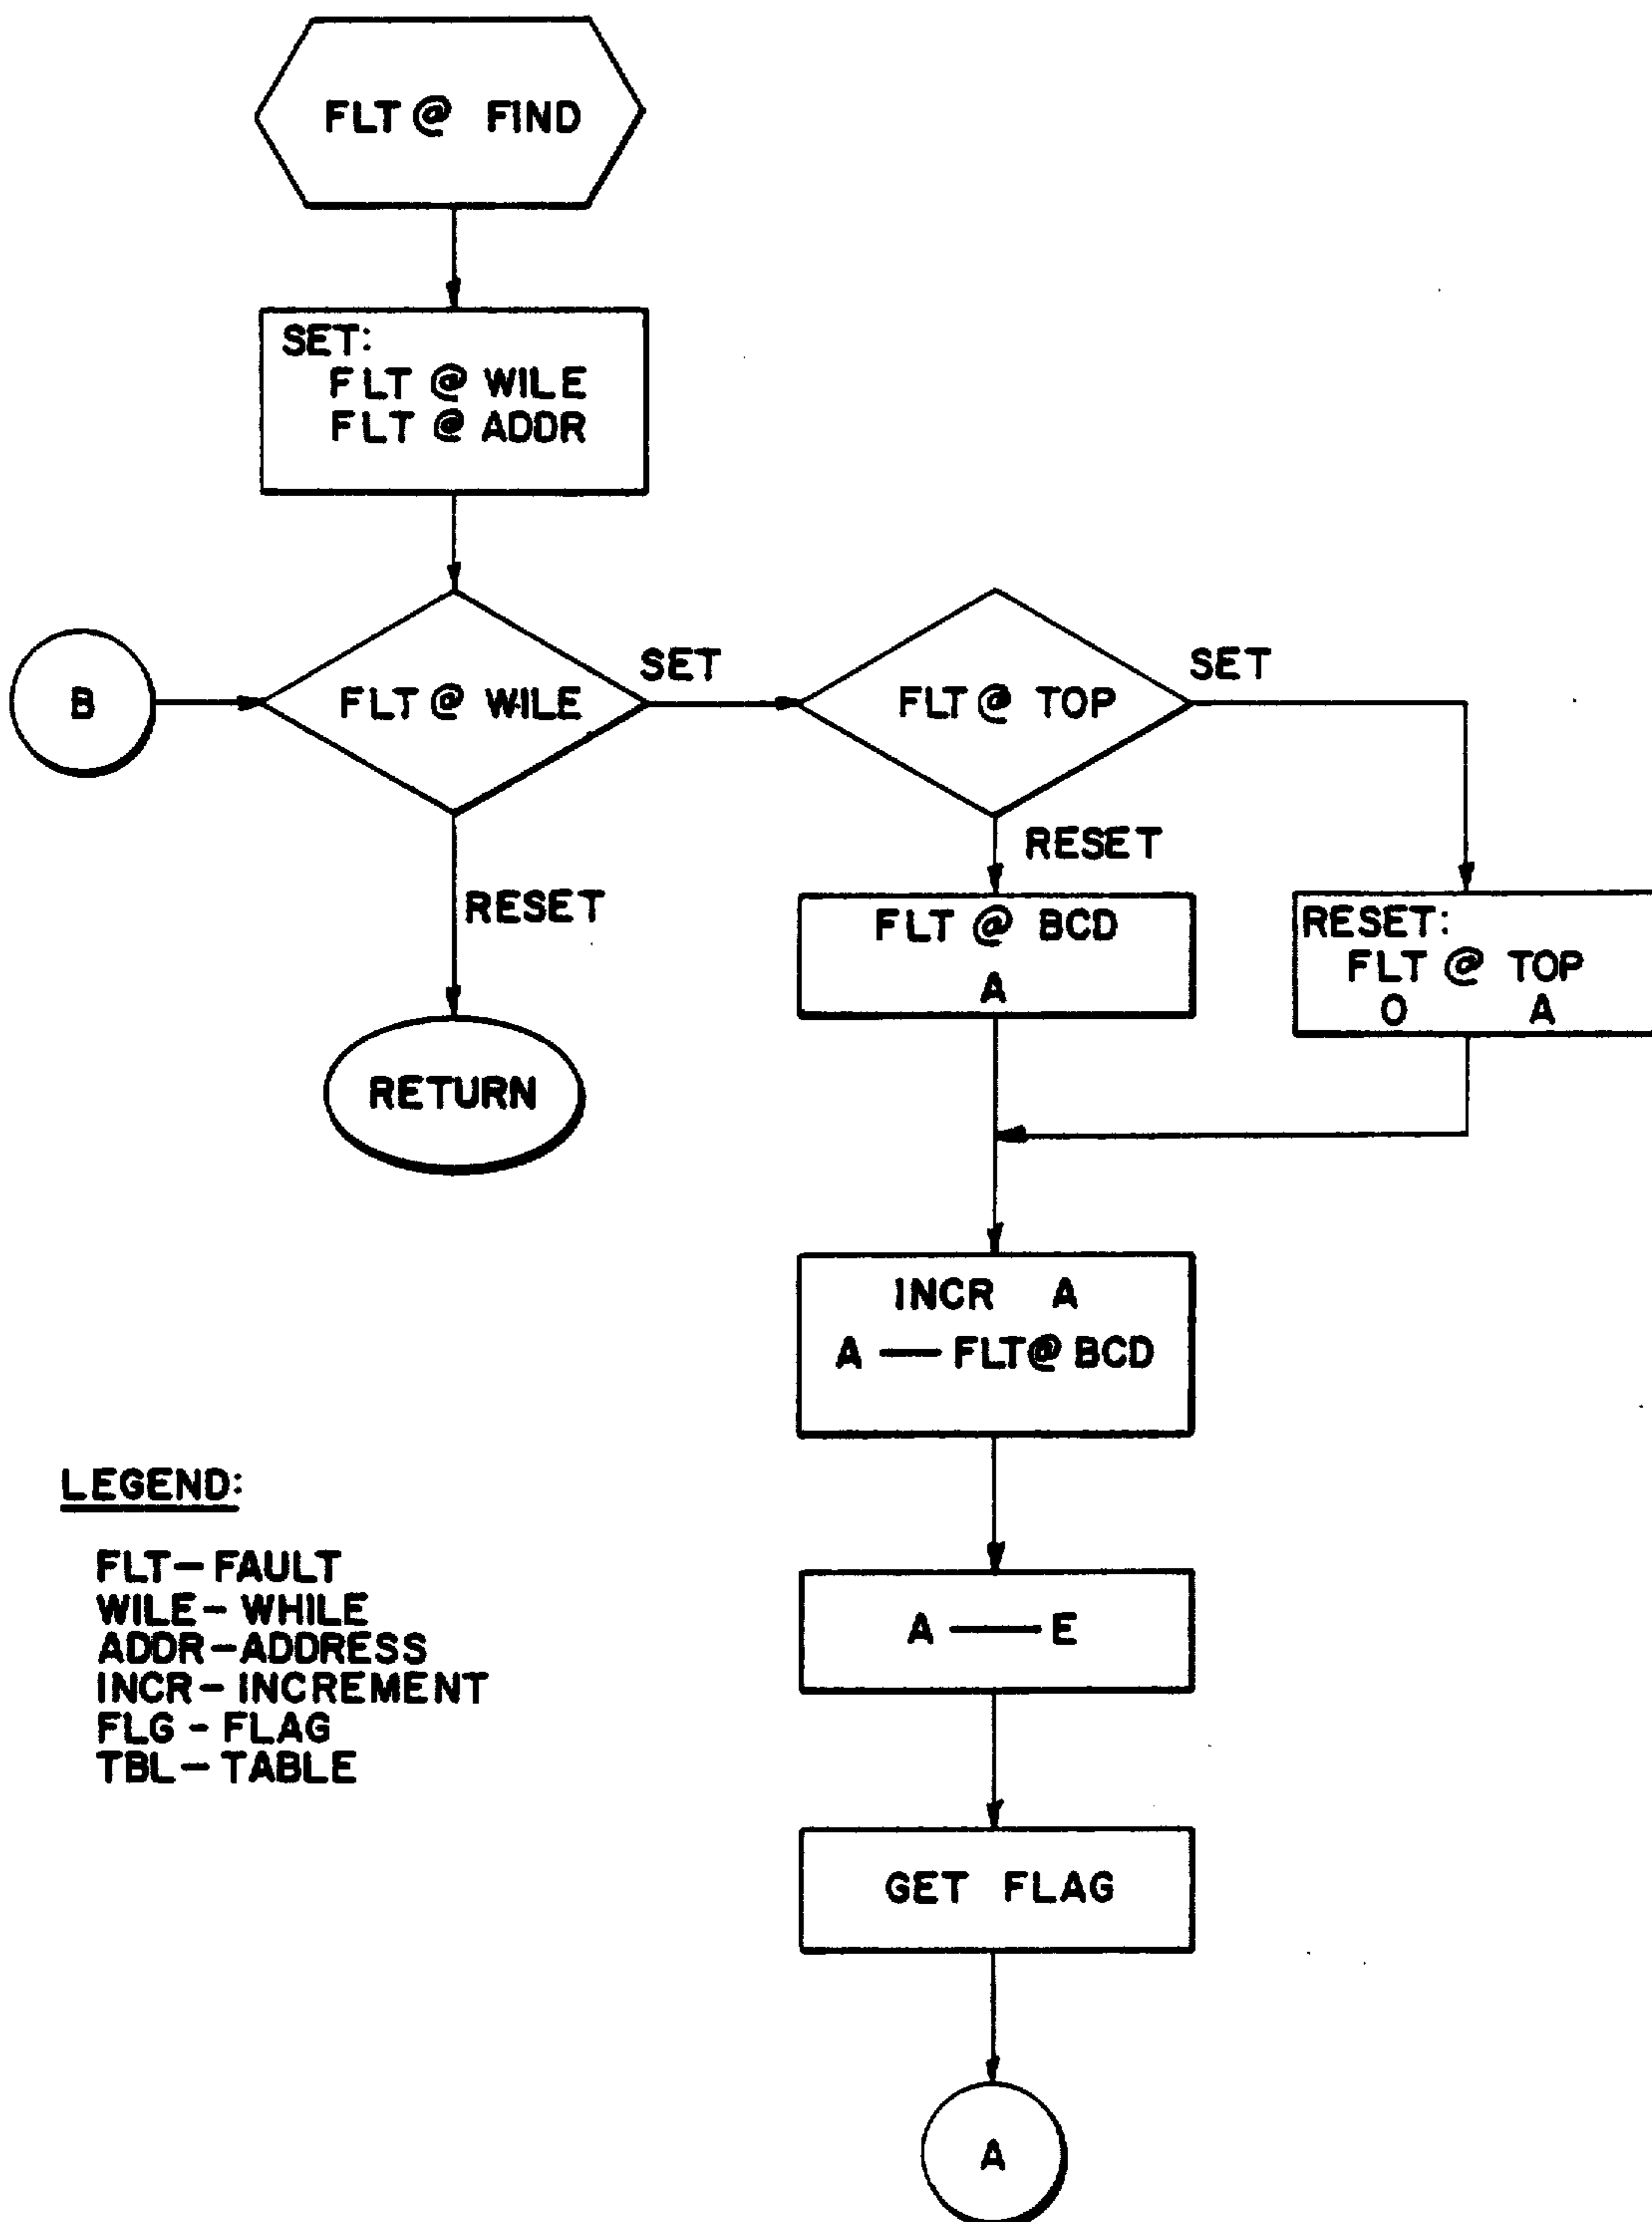 FLT @ FIND
SET:
FLT @ WILE
FLT @ ADDR
B
FLT @ WILE
SET
FLT @ TOP
SET
RESET
RETURN
RESET
FLT @ BCD
A
RESET:
FLT @ TOP
O A
INCR A
A — FLT@ BCD
A — E
GET FLAG
A
LEGEND:
FLT — FAULT
WILE — WHILE
ADDR — ADDRESS
INCR — INCREMENT
FLG — FLAG
TBL — TABLE